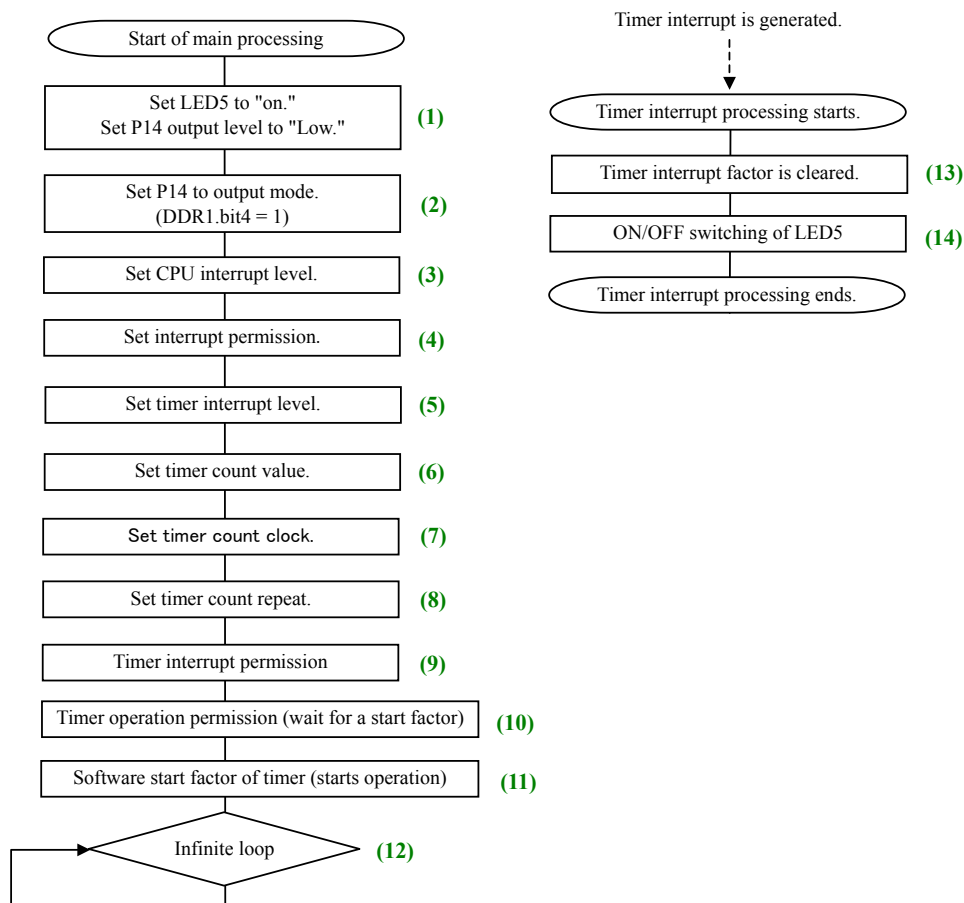 Start of main processing
Set LED5 to "on."
Set P14 output level to "Low."
(1)
Set P14 to output mode.
(DDR1.bit4 = 1)
(2)
Set CPU interrupt level.
(3)
Set interrupt permission.
(4)
Set timer interrupt level.
(5)
Set timer count value.
(6)
Set timer count clock.
(7)
Set timer count repeat.
(8)
Timer interrupt permission
(9)
Timer operation permission (wait for a start factor)
(10)
Software start factor of timer (starts operation)
(11)
Infinite loop
(12)
Timer interrupt is generated.
Timer interrupt processing starts.
Timer interrupt factor is cleared.
(13)
ON/OFF switching of LED5
(14)
Timer interrupt processing ends.